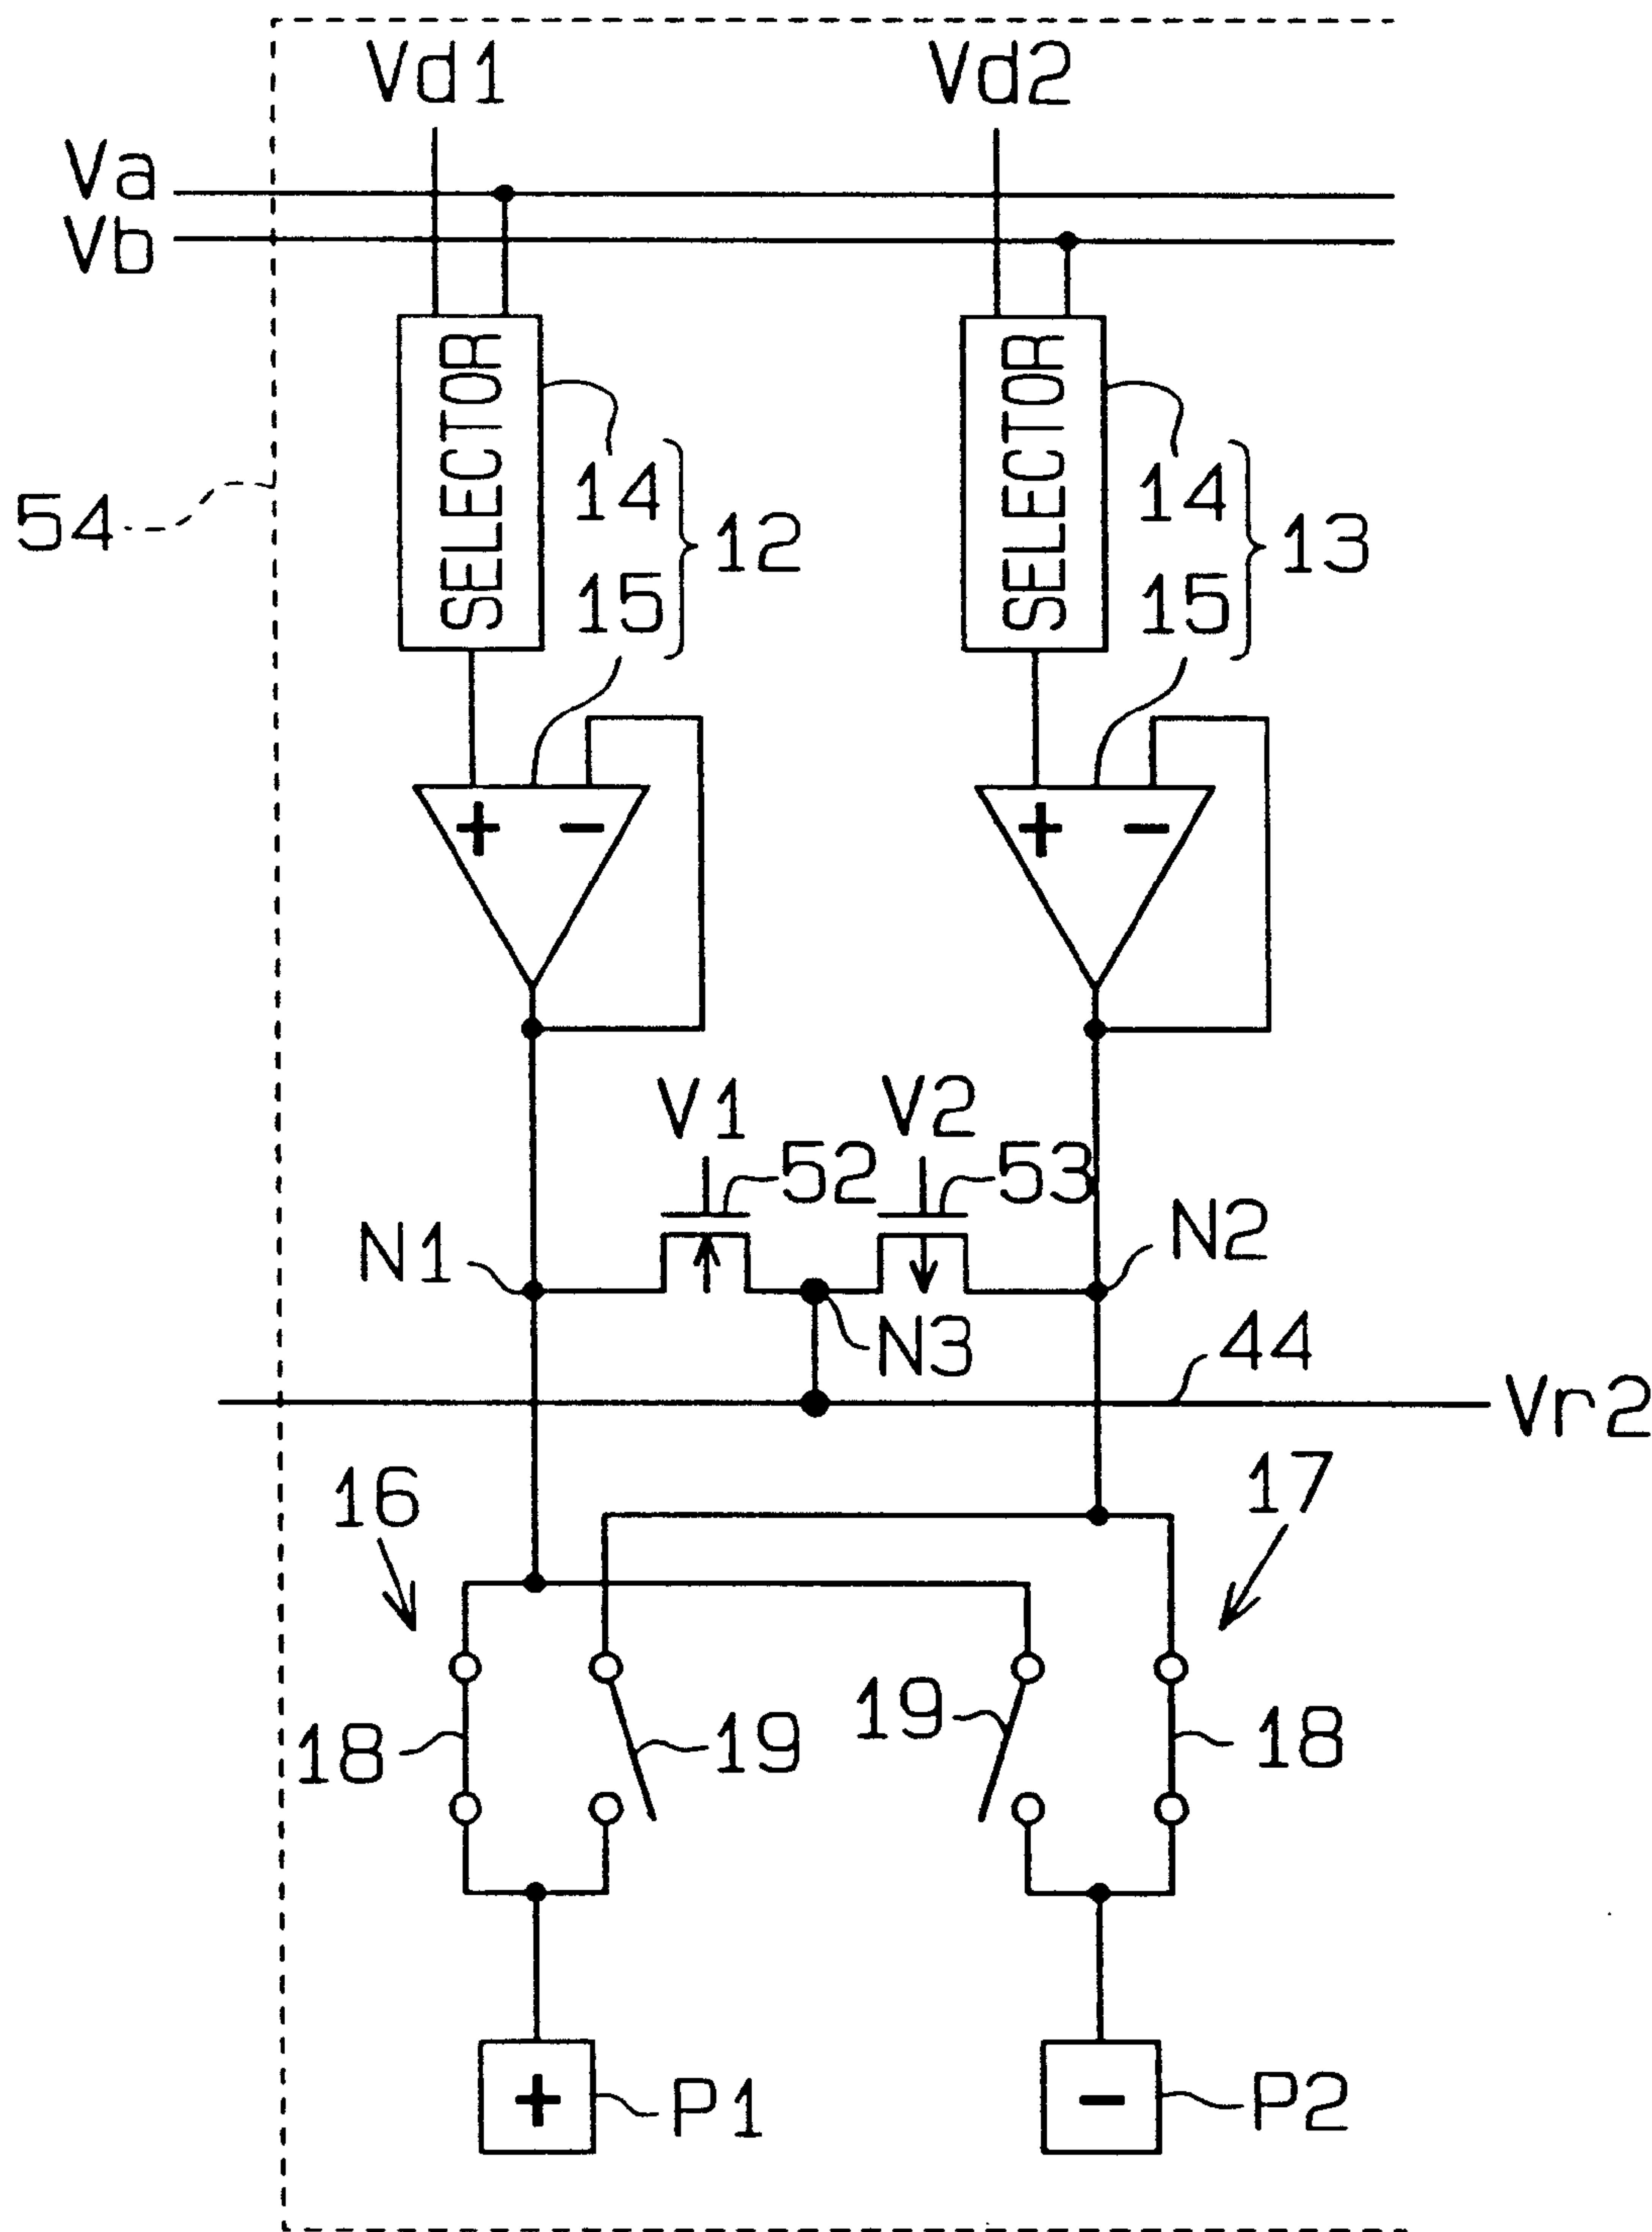 Vd1 Vd2
Va
Vb
SELECTOR
SELECTOR
14
15
12
14
15
13
54
+ −
+ −
V1 V2
52 53
N1 N2
N3
44
Vr2
16 17
18 19 19 18
+ P1
− P2